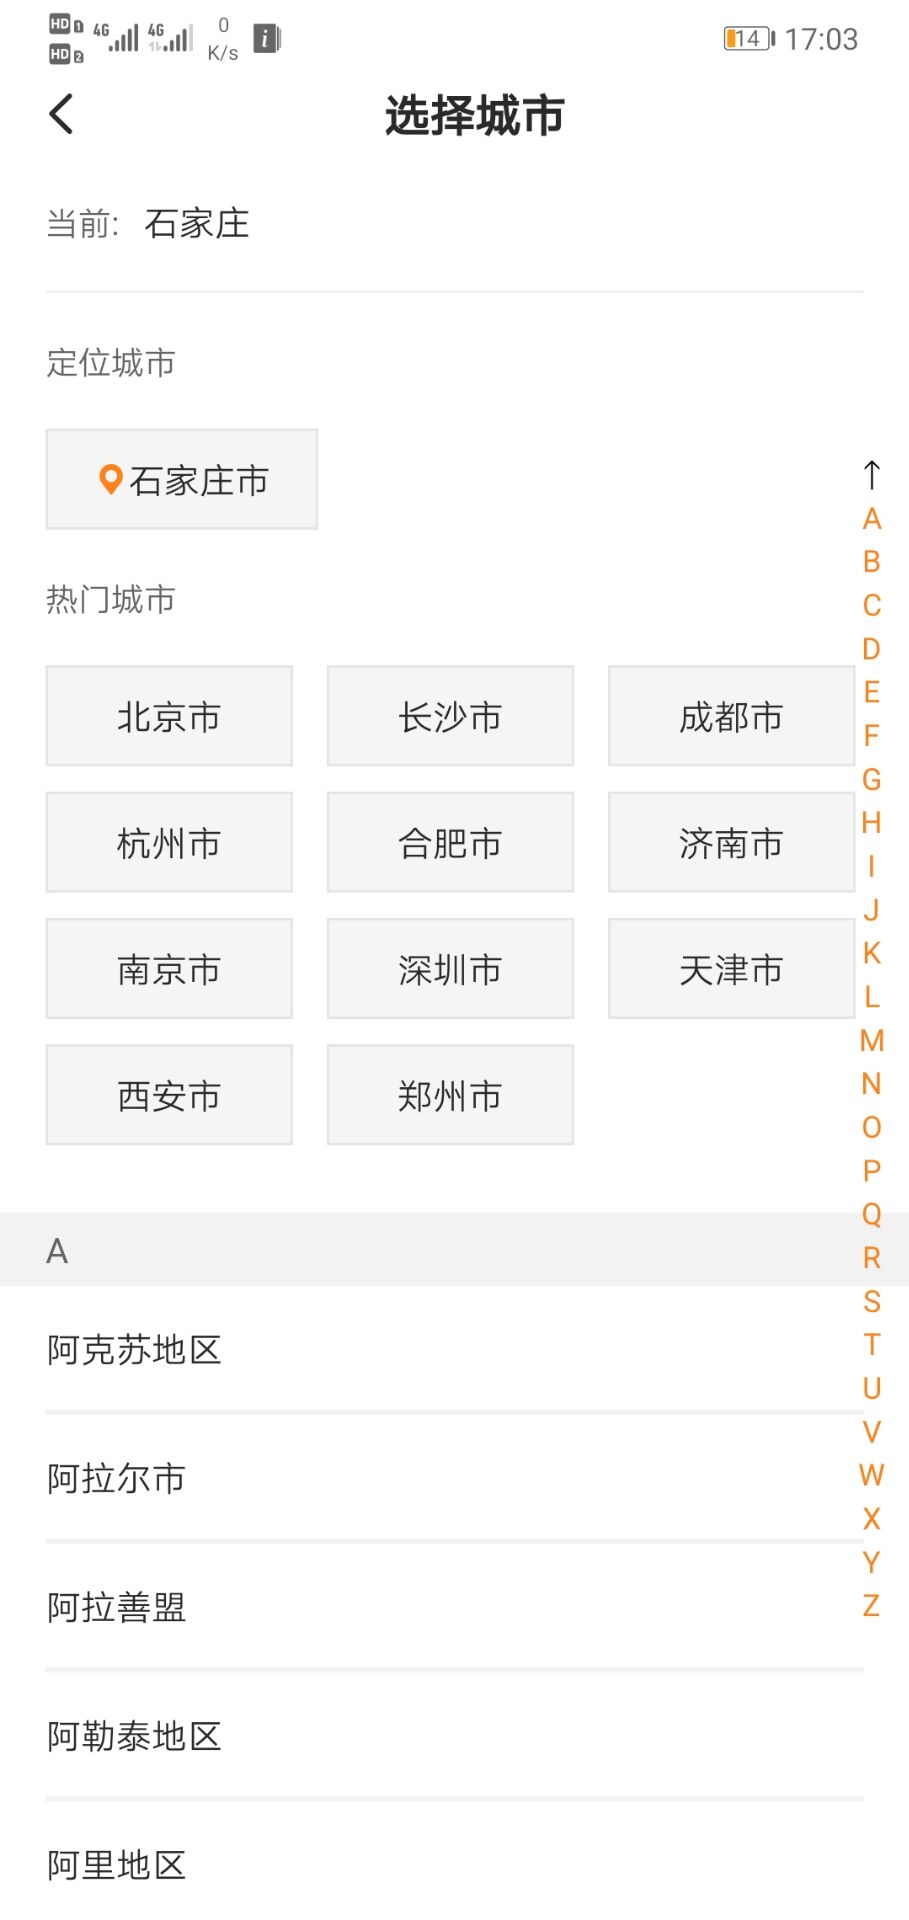 HD 1 4G 4G 0 K/s 14 17:03
HD 2
选择城市
当前: 石家庄
定位城市
石家庄市
热门城市
北京市 长沙市 成都市
杭州市 合肥市 济南市
南京市 深圳市 天津市
西安市 郑州市
A
阿克苏地区
阿拉尔市
阿拉善盟
阿勒泰地区
阿里地区
↑
A
B
C
D
E
F
G
H
I
J
K
L
M
N
O
P
Q
R
S
T
U
V
W
X
Y
Z